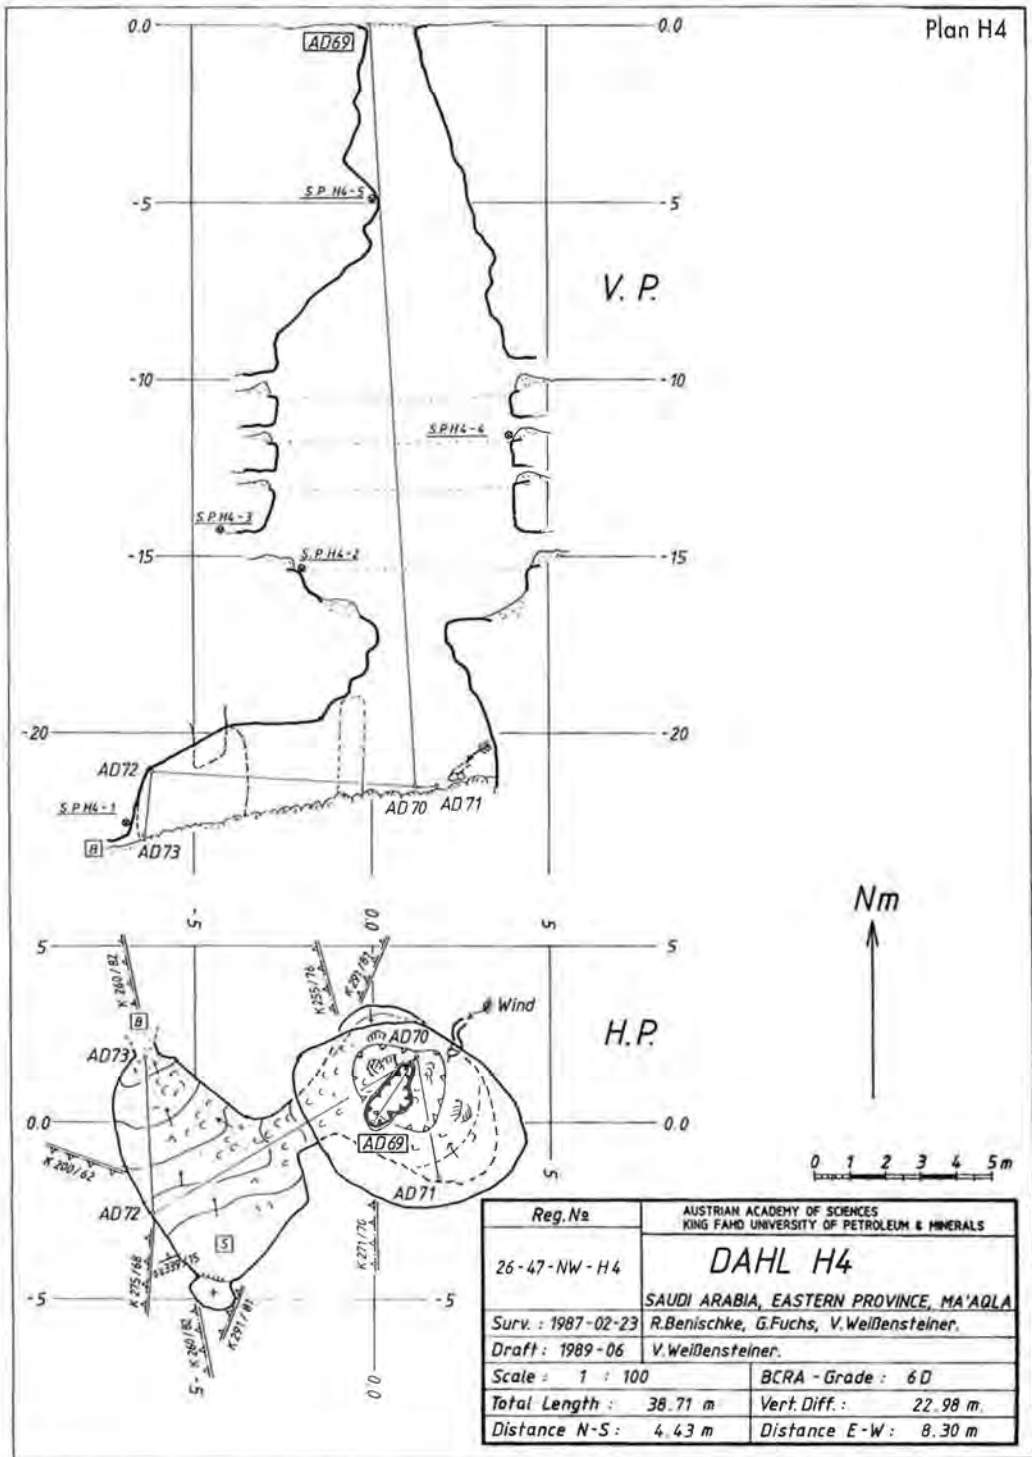 Plan H4
0.0
0.0
AD69
S.P. H4-5
-5
-5
V. P.
-10
-10
S.P.H4-4
S.P.H4-3
-15
-15
S.P.H4-2
-20
-20
AD72
AD70
AD71
S.P.H4-1
B
AD73
Nm
-5
0.0
5
5
5
K 260/82
K 255/76
K 291/81
B
Wind
H.P.
AD73
AD70
0.0
0.0
AD69
K 200/62
5
0 1 2 3 4 5 m
AD72
AD71
S
K 275/68
K 271/70
-5
-5
K 260/82
K 291/81
-5
0.0
Reg. №
AUSTRIAN ACADEMY OF SCIENCES
KING FAHD UNIVERSITY OF PETROLEUM & MINERALS
26-47-NW-H4
DAHL H4
SAUDI ARABIA, EASTERN PROVINCE, MA'AQLA
Surv. : 1987-02-23 R.Benischke, G.Fuchs, V.Weißensteiner.
Draft : 1989-06 V.Weißensteiner.
Scale : 1 : 100 BCRA - Grade : 6D
Total Length : 38.71 m Vert. Diff. : 22.98 m.
Distance N-S : 4.43 m Distance E-W : 8.30 m